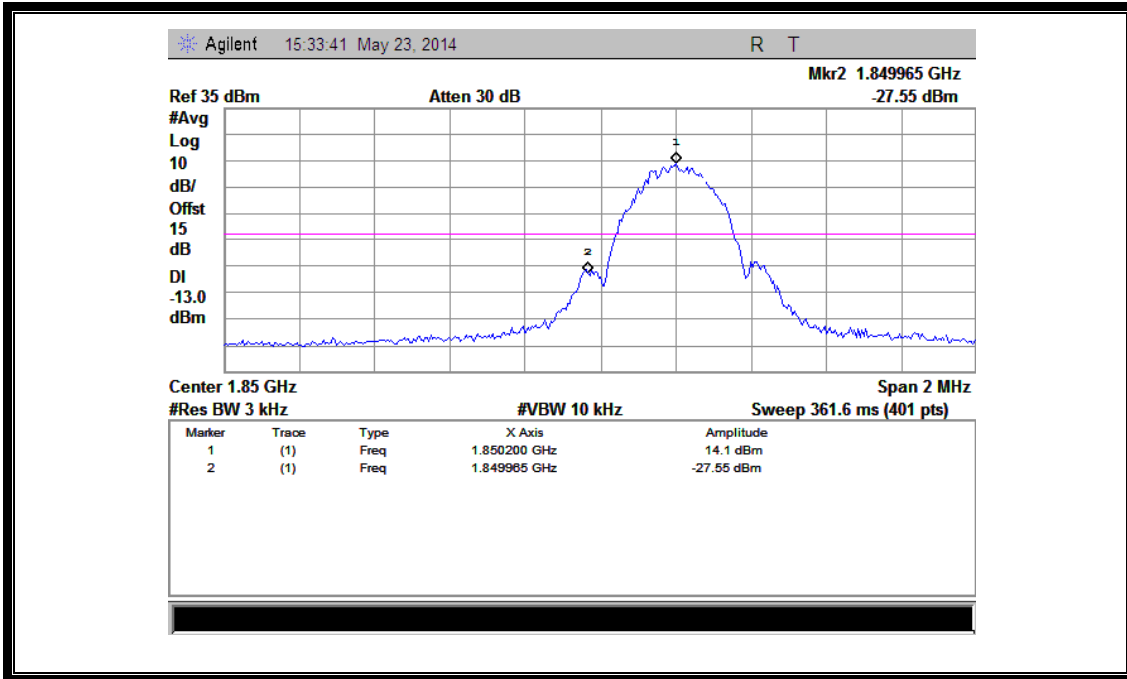 Agilent 15:33:41 May 23, 2014 R T
Mkr2 1.849965 GHz
Ref 35 dBm Atten 30 dB -27.55 dBm
#Avg
Log
10
dB/
Offst
15
dB
DI
-13.0
dBm
1
2
Center 1.85 GHz Span 2 MHz
#Res BW 3 kHz #VBW 10 kHz Sweep 361.6 ms (401 pts)
Marker Trace Type X Axis Amplitude
1 (1) Freq 1.850200 GHz 14.1 dBm
2 (1) Freq 1.849965 GHz -27.55 dBm